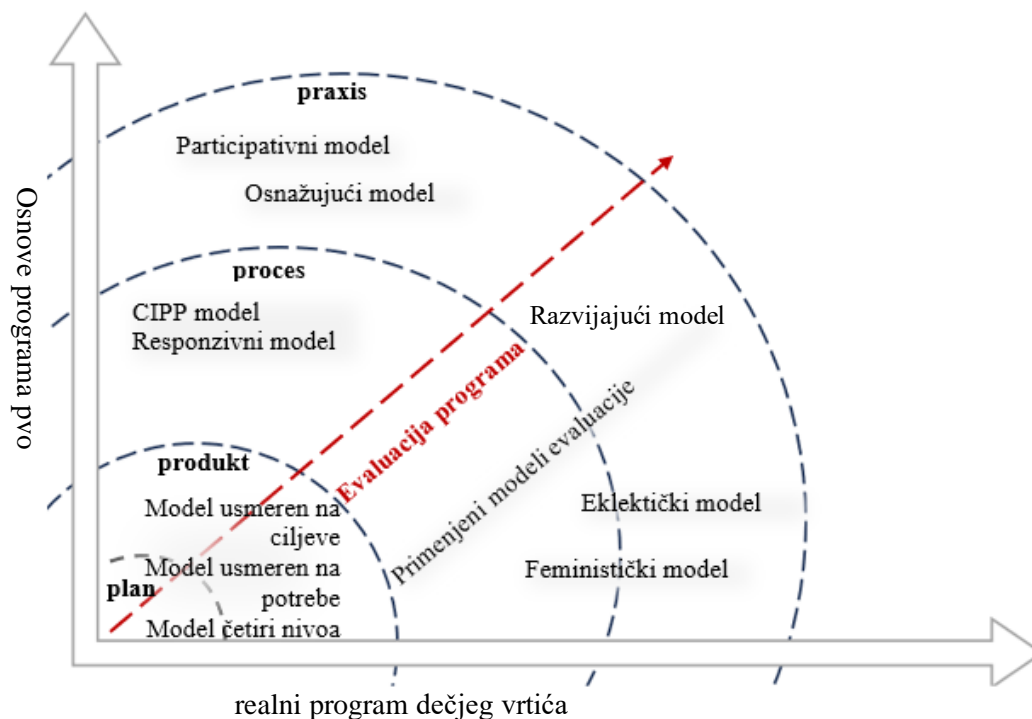 praxis
Participativni model
Osnažujući model
Osnove programa pvo
proces
CIPP model
Responzivni model
Razvijajući model
Evaluacija programa
Primenjeni modeli evaluacije
produkt
Model usmeren na
ciljeve
Eklektički model
plan
Model usmeren na
potrebe
Feministički model
Model četiri nivoa
realni program dečjeg vrtića